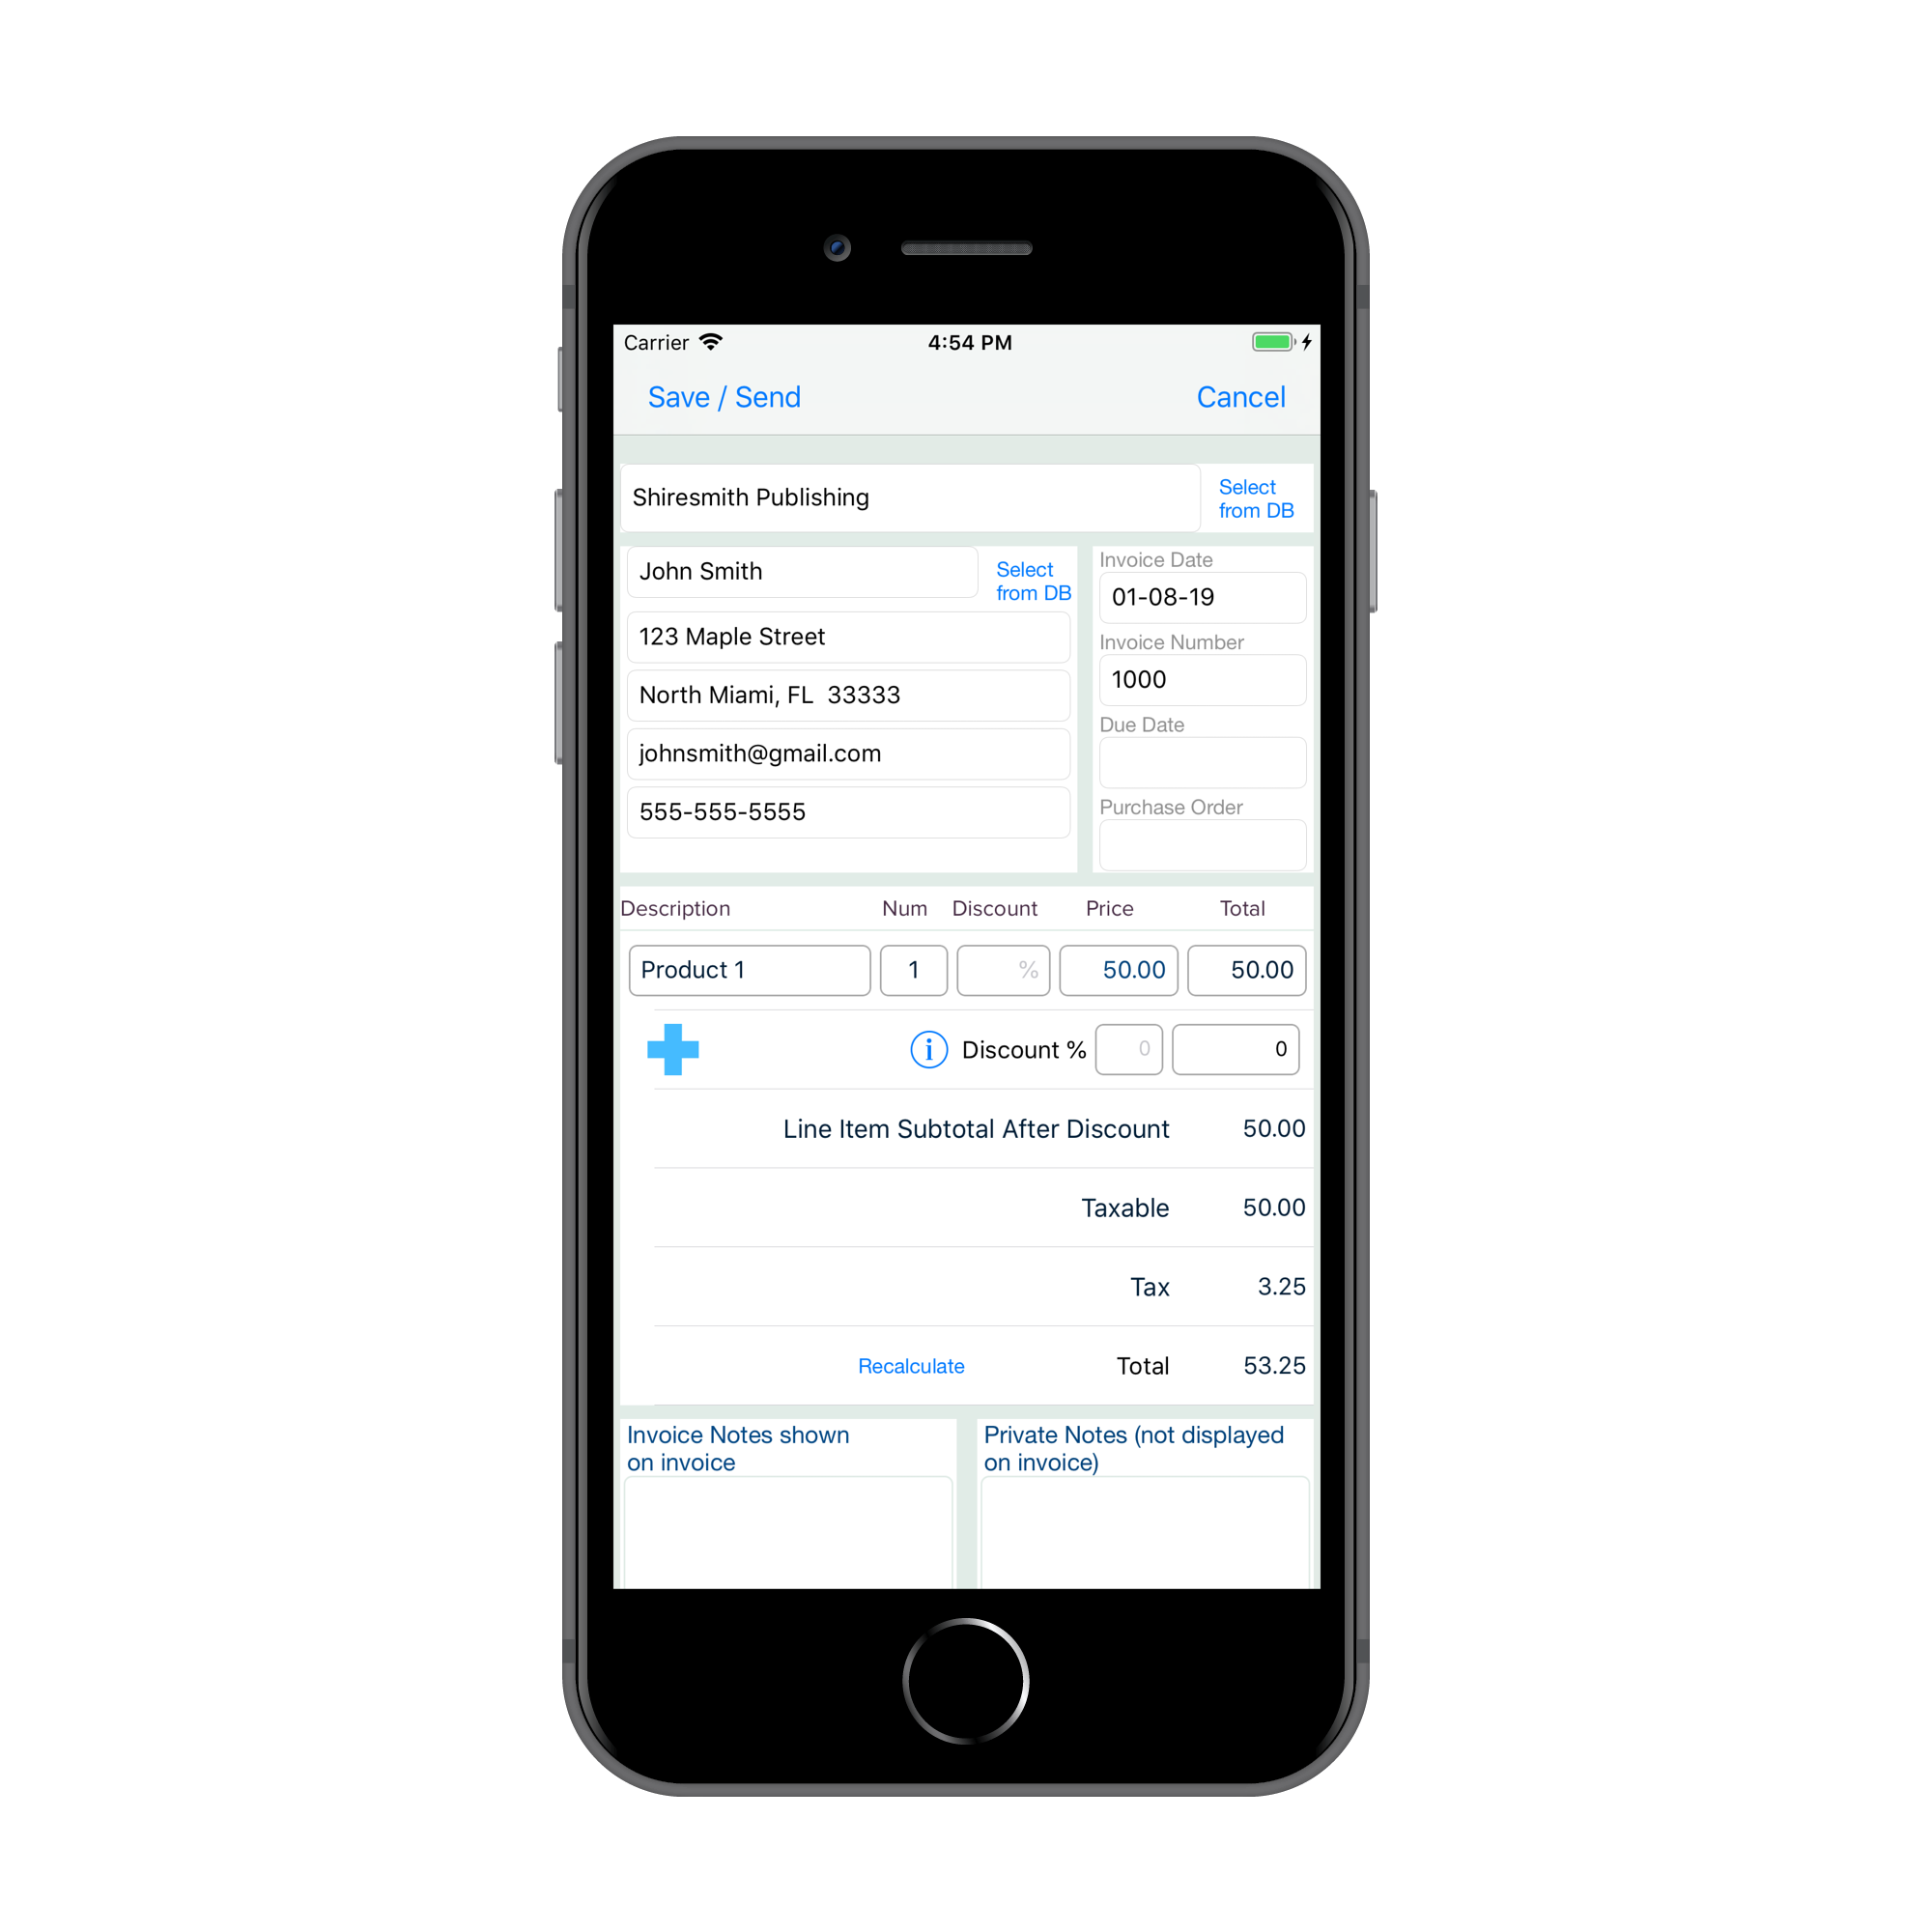 Carrier 4:54 PM
Save / Send Cancel
Shiresmith Publishing
Select
from DB
John Smith
Select
from DB
123 Maple Street
North Miami, FL  33333
johnsmith@gmail.com
555-555-5555
Invoice Date
01-08-19
Invoice Number
1000
Due Date
Purchase Order
Description Num Discount Price Total
Product 1 1 % 50.00 50.00
i Discount % 0 0
Line Item Subtotal After Discount 50.00
Taxable 50.00
Tax 3.25
Recalculate Total 53.25
Invoice Notes shown
on invoice
Private Notes (not displayed
on invoice)